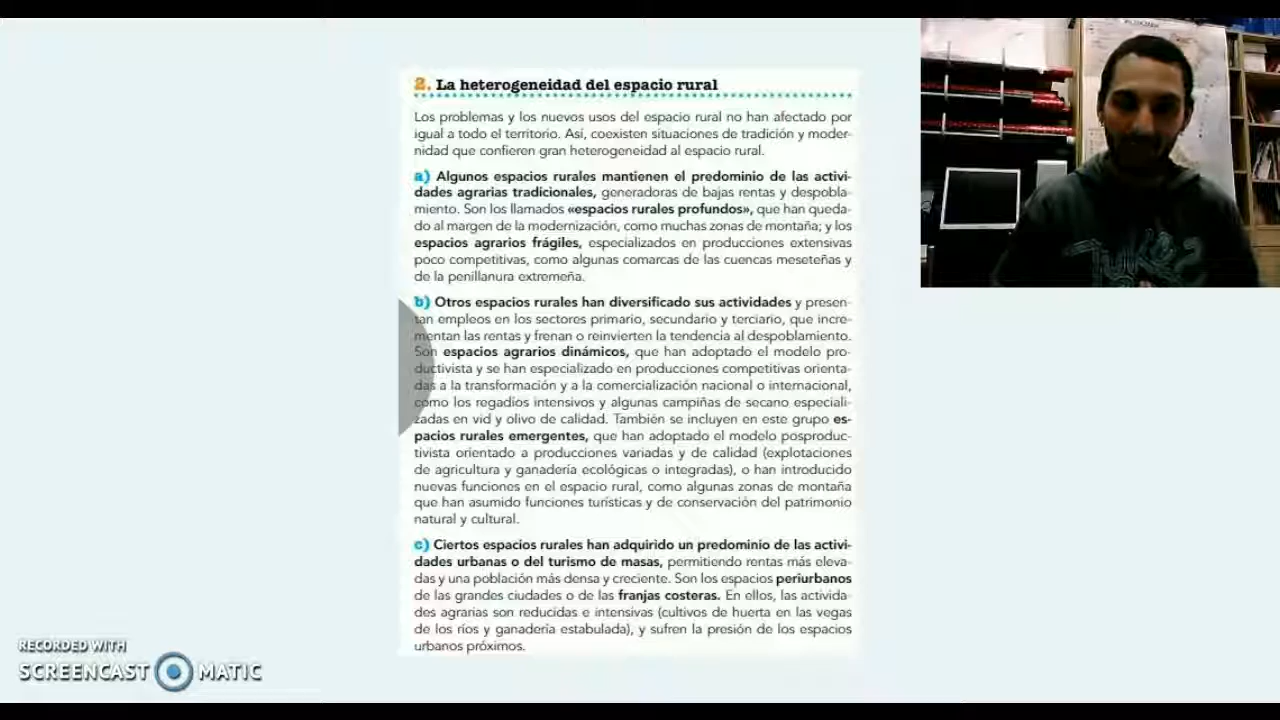 2. La heterogeneidad del espacio rural
Los problemas y los nuevos usos del espacio rural no han afectado por
igual a todo el territorio. Así, coexisten situaciones de tradición y moder-
nidad que confieren gran heterogeneidad al espacio rural.
a) Algunos espacios rurales mantienen el predominio de las activi-
dades agrarias tradicionales, generadoras de bajas rentas y despobla-
miento. Son los llamados «espacios rurales profundos», que han queda-
do al margen de la modernización, como muchas zonas de montaña; y los
espacios agrarios frágiles, especializados en producciones extensivas
poco competitivas, como algunas comarcas de las cuencas meseteñas y
de la penillanura extremeña.
b) Otros espacios rurales han diversificado sus actividades y presen-
tan empleos en los sectores primario, secundario y terciario, que incre-
mentan las rentas y frenan o reinvierten la tendencia al despoblamiento.
Son espacios agrarios dinámicos, que han adoptado el modelo pro-
ductivista y se han especializado en producciones competitivas orienta-
das a la transformación y a la comercialización nacional o internacional,
como los regadíos intensivos y algunas campiñas de secano especiali-
zadas en vid y olivo de calidad. También se incluyen en este grupo es-
pacios rurales emergentes, que han adoptado el modelo posproduc-
tivista orientado a producciones variadas y de calidad (explotaciones
de agricultura y ganadería ecológicas o integradas), o han introducido
nuevas funciones en el espacio rural, como algunas zonas de montaña
que han asumido funciones turísticas y de conservación del patrimonio
natural y cultural.
c) Ciertos espacios rurales han adquirido un predominio de las activi-
dades urbanas o del turismo de masas, permitiendo rentas más eleva-
das y una población más densa y creciente. Son los espacios periurbanos
de las grandes ciudades o de las franjas costeras. En ellos, las activida-
des agrarias son reducidas e intensivas (cultivos de huerta en las vegas
de los ríos y ganadería estabulada), y sufren la presión de los espacios
urbanos próximos.
RECORDED WITH
SCREENCAST MATIC